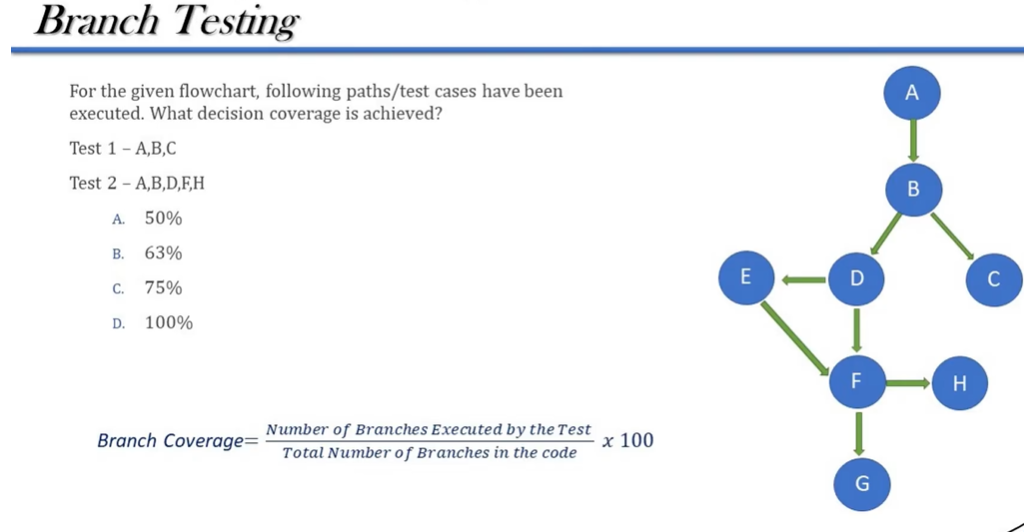 Branch Testing
For the given flowchart, following paths/test cases have been
executed. What decision coverage is achieved?
Test 1 – A,B,C
Test 2 – A,B,D,F,H
A. 50%
B. 63%
C. 75%
D. 100%
Branch Coverage= Number of Branches Executed by the Test
Total Number of Branches in the code
x 100
A
B
E
D
C
F
H
G